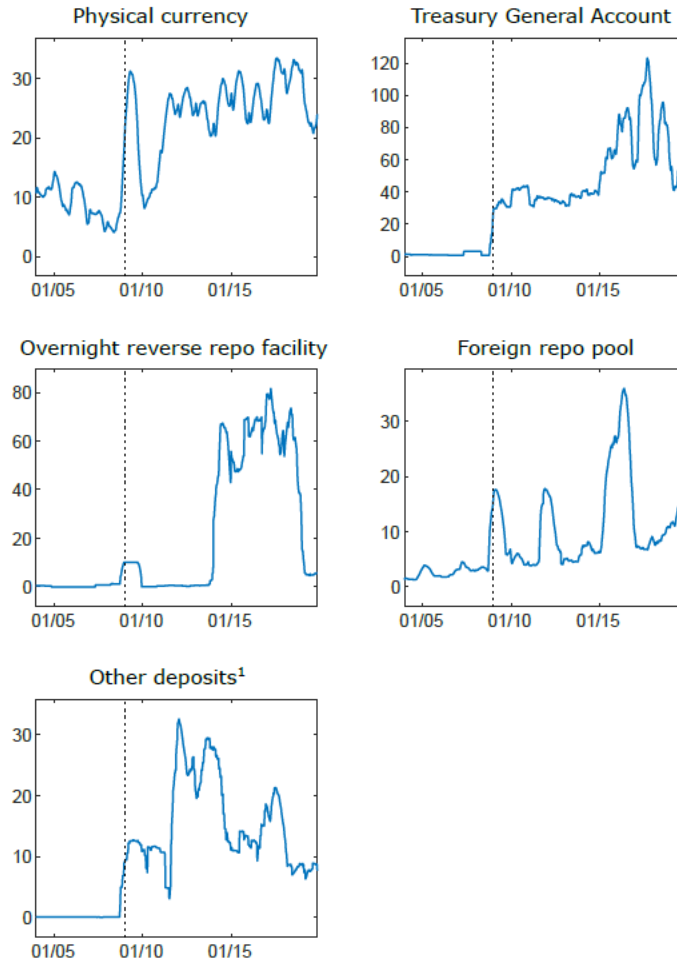 Physical currency
30
20
10
0
01/05 01/10 01/15
Treasury General Account
120
100
80
60
40
20
0
01/05 01/10 01/15
Overnight reverse repo facility
80
60
40
20
0
01/05 01/10 01/15
Foreign repo pool
30
20
10
0
01/05 01/10 01/15
Other deposits¹
30
20
10
0
01/05 01/10 01/15